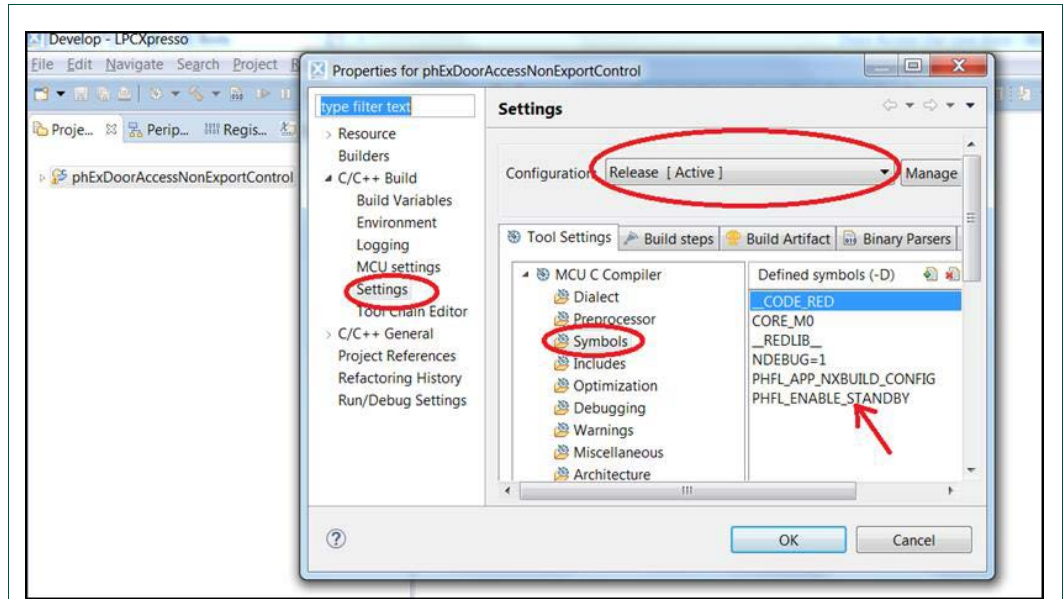 Develop - LPCXpresso
File Edit Navigate Search Project
Properties for phExDoorAccessNonExportControl
type filter text
Settings
Proje... Perip... Regis...
phExDoorAccessNonExportControl
Resource
Builders
C/C++ Build
Build Variables
Environment
Logging
MCU settings
Settings
Tool Chain Editor
C/C++ General
Project References
Refactoring History
Run/Debug Settings
Configuration: Release [ Active ] Manage
Tool Settings Build steps Build Artifact Binary Parsers
MCU C Compiler
Dialect
Preprocessor
Symbols
Includes
Optimization
Debugging
Warnings
Miscellaneous
Architecture
Defined symbols (-D)
__CODE_RED
CORE_M0
__REDLIB__
NDEBUG=1
PHFL_APP_NXBUILD_CONFIG
PHFL_ENABLE_STANDBY
OK Cancel